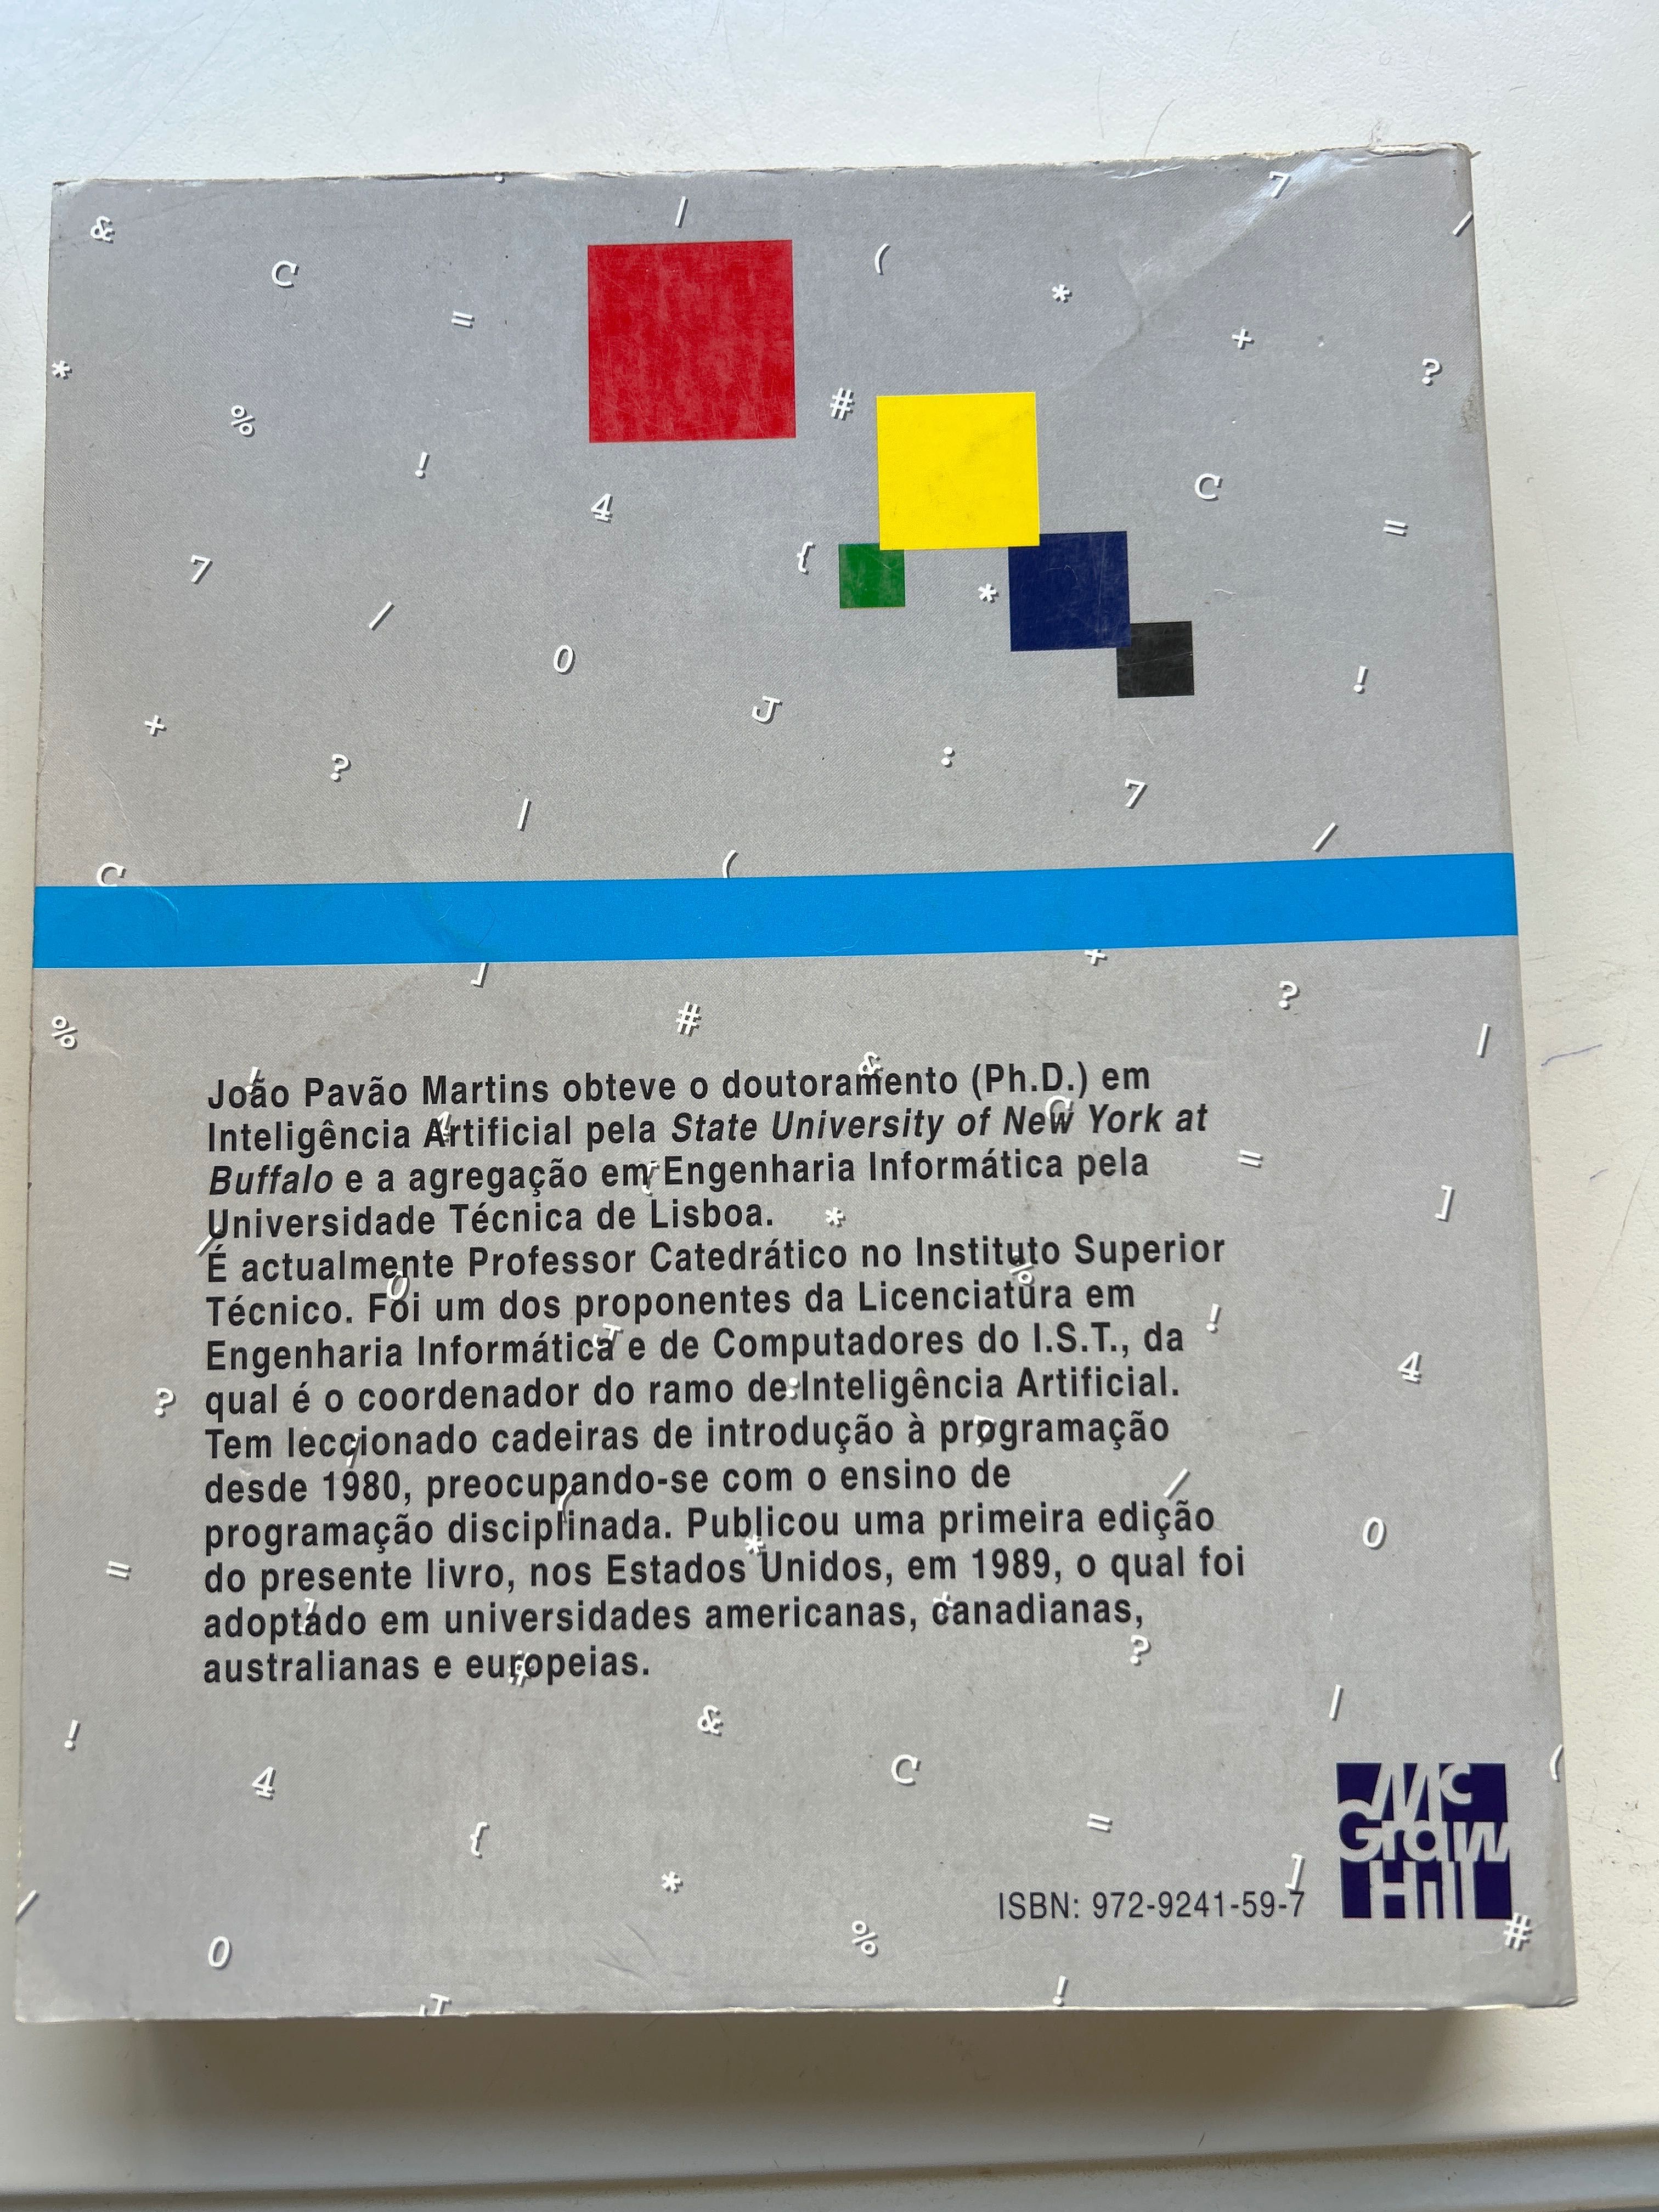 João Pavão Martins obteve o doutoramento (Ph.D.) em
Inteligência Artificial pela State University of New York at
Buffalo e a agregação em Engenharia Informática pela
Universidade Técnica de Lisboa.
É actualmente Professor Catedrático no Instituto Superior
Técnico. Foi um dos proponentes da Licenciatura em
Engenharia Informática e de Computadores do I.S.T., da
qual é o coordenador do ramo de Inteligência Artificial.
Tem leccionado cadeiras de introdução à programação
desde 1980, preocupando-se com o ensino de
programação disciplinada. Publicou uma primeira edição
do presente livro, nos Estados Unidos, em 1989, o qual foi
adoptado em universidades americanas, canadianas,
australianas e europeias.
Mc
Graw
Hill
ISBN: 972-9241-59-7